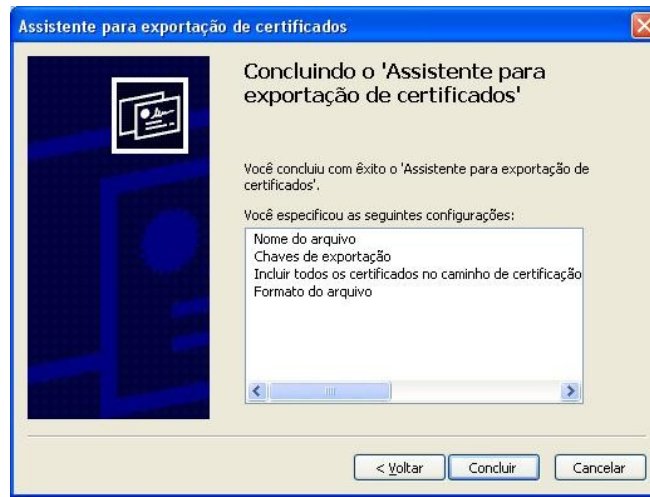 Assistente para exportação de certificados
Concluindo o 'Assistente para
exportação de certificados'
Você concluiu com êxito o 'Assistente para exportação de
certificados'.
Você especificou as seguintes configurações:
Nome do arquivo
Chaves de exportação
Incluir todos os certificados no caminho de certificação
Formato do arquivo
< Voltar
Concluir
Cancelar